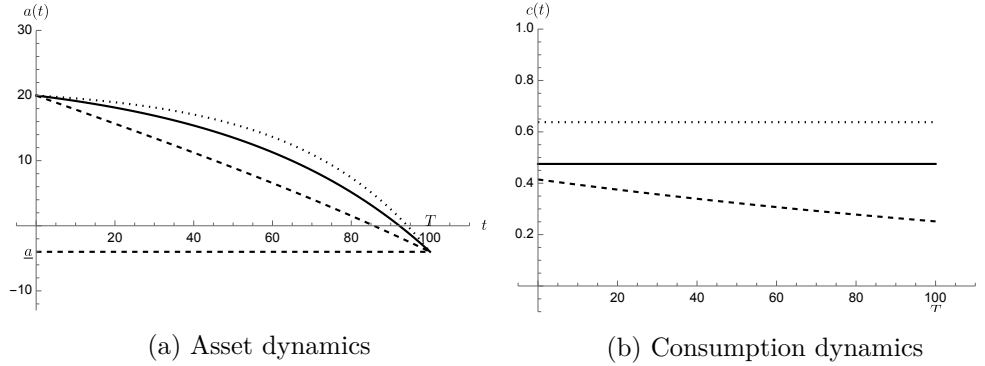 a(t)
30
20
10
20 40 60 80 100
T
t
a
−10
(a) Asset dynamics
c(t)
1.0
0.8
0.6
0.4
0.2
20 40 60 80 100
T
(b) Consumption dynamics